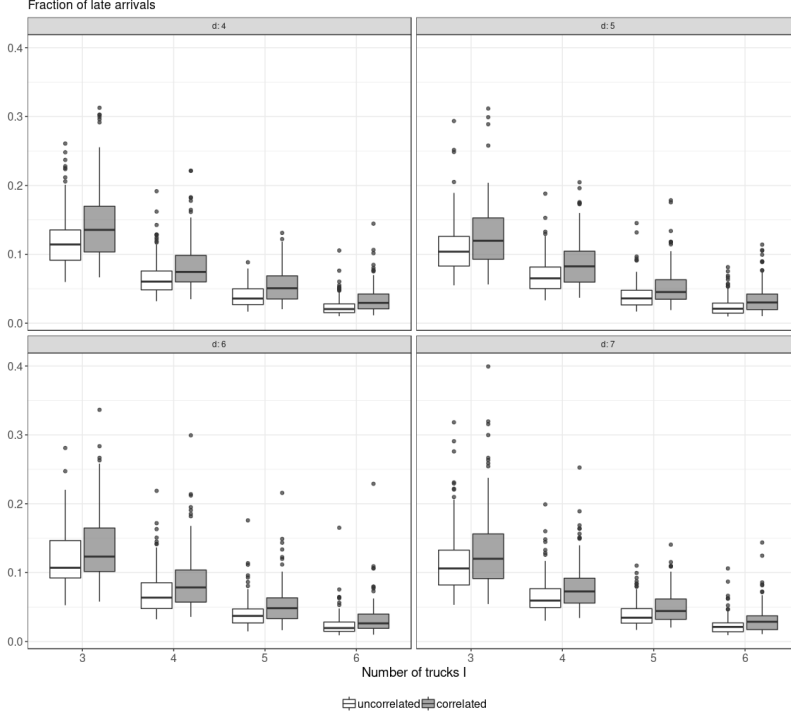 Fraction of late arrivals
d: 4
d: 5
0.4
0.3
0.2
0.1
0.0
d: 6
d: 7
0.4
0.3
0.2
0.1
0.0
3 4 5 6 3 4 5 6
Number of trucks I
uncorrelated correlated